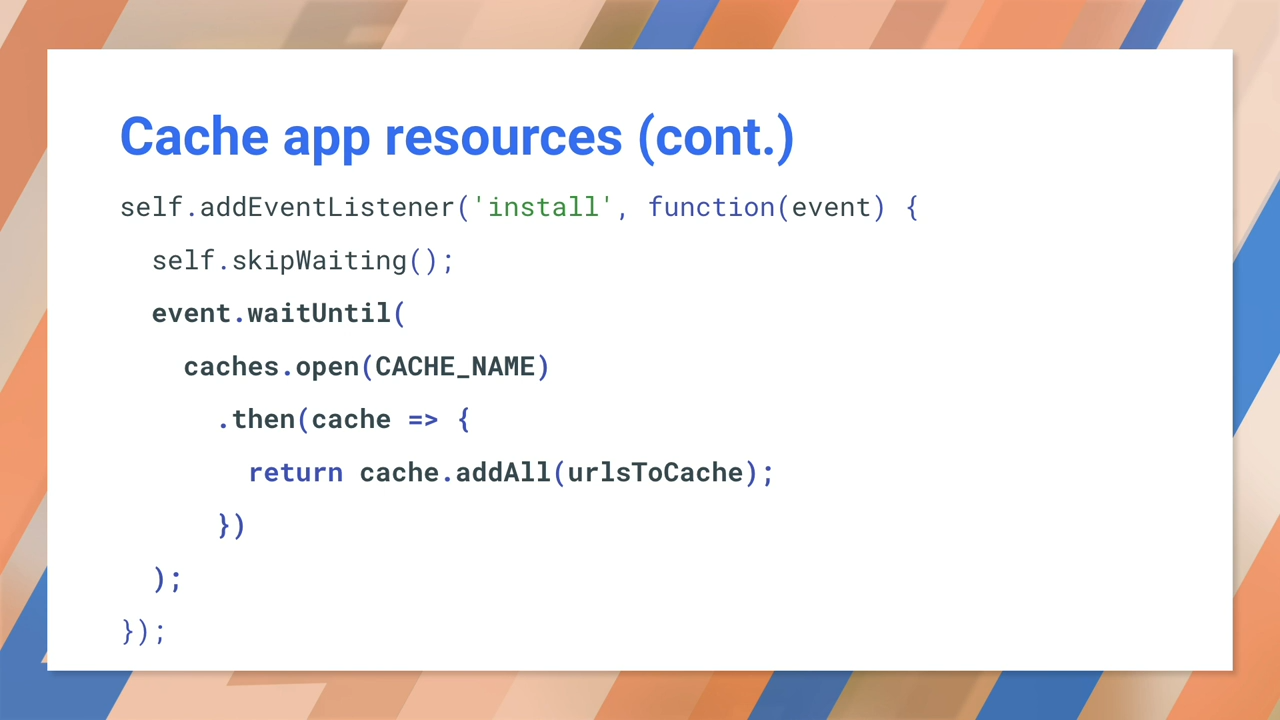 Cache app resources (cont.)
self.addEventListener('install', function(event) {
  self.skipWaiting();
  event.waitUntil(
    caches.open(CACHE_NAME)
      .then(cache => {
        return cache.addAll(urlsToCache);
      })
  );
});